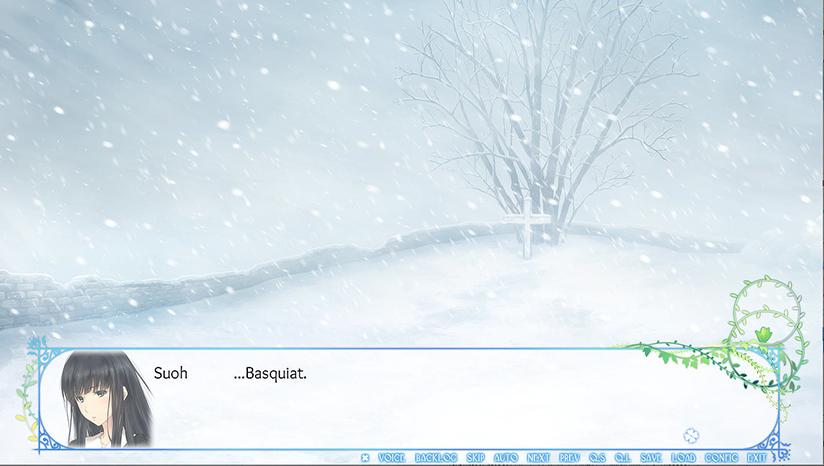 Suoh ...Basquiat.
VOICE BACKLOG SKIP AUTO NEXT PREV Q.S Q.L SAVE LOAD CONFIG EXIT